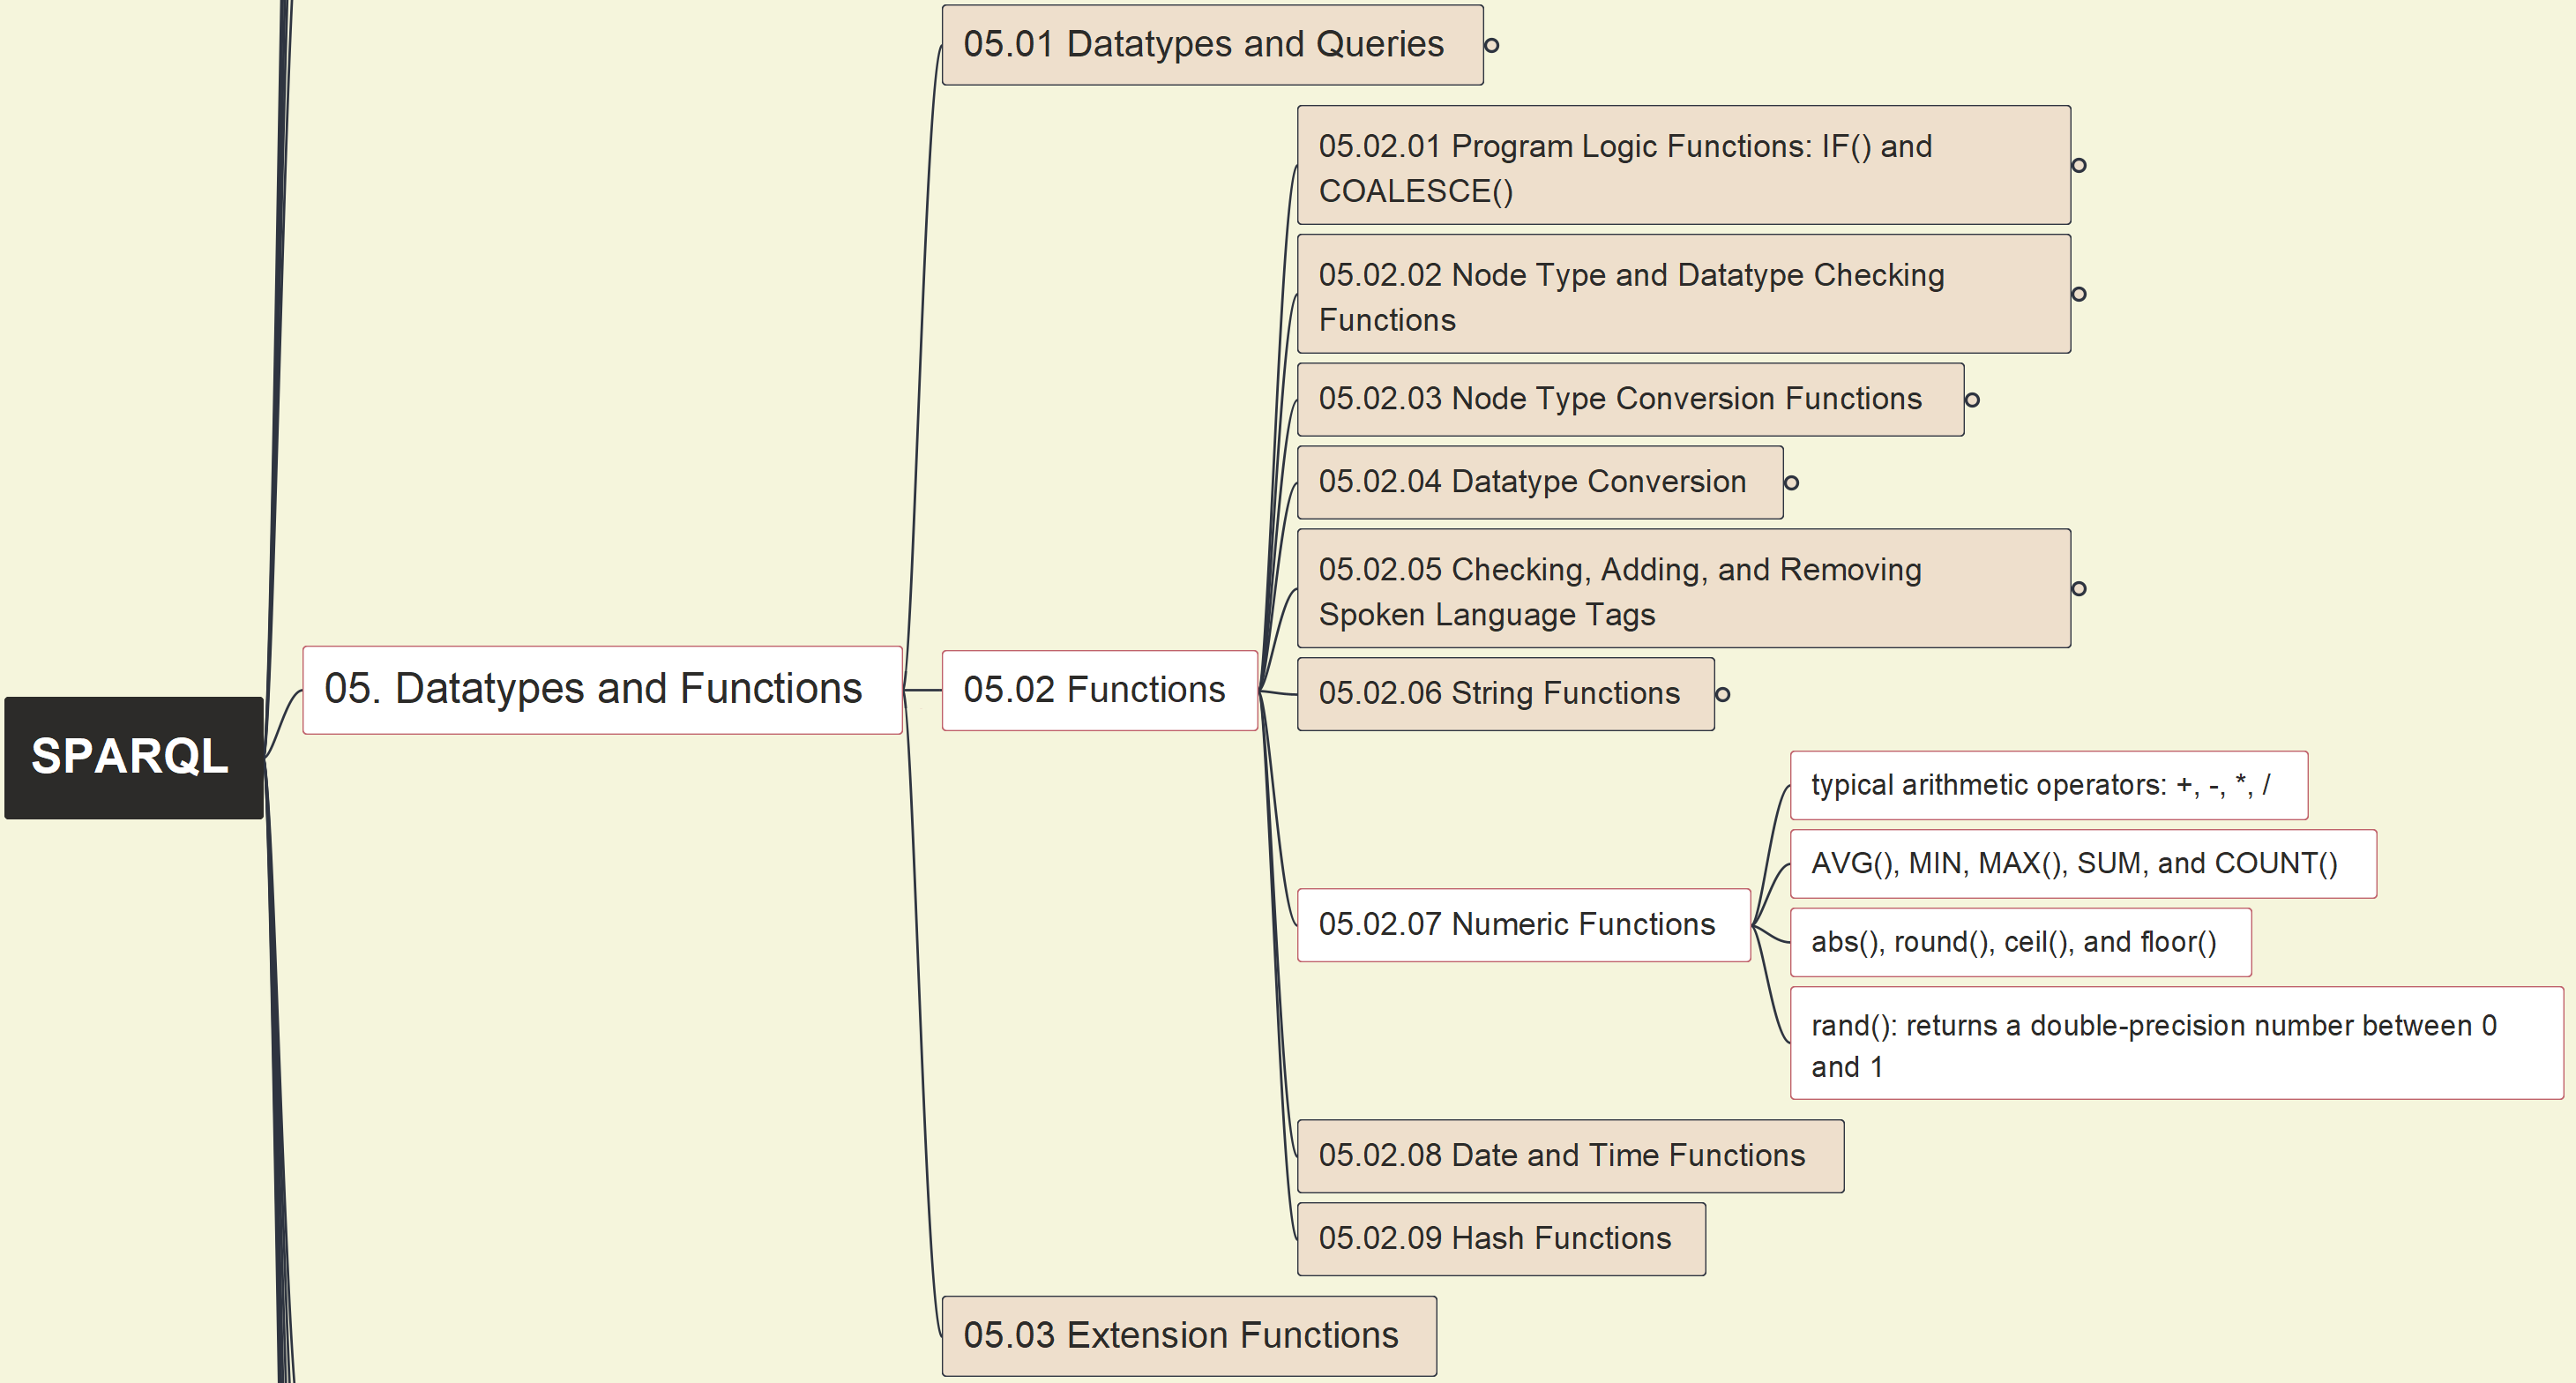 05.01 Datatypes and Queries
05.02.01 Program Logic Functions: IF() and
COALESCE()
05.02.02 Node Type and Datatype Checking
Functions
05.02.03 Node Type Conversion Functions
05.02.04 Datatype Conversion
05.02.05 Checking, Adding, and Removing
Spoken Language Tags
SPARQL
05. Datatypes and Functions
05.02 Functions
05.02.06 String Functions
05.02.07 Numeric Functions
typical arithmetic operators: +, -, *, /
AVG(), MIN, MAX(), SUM, and COUNT()
abs(), round(), ceil(), and floor()
rand(): returns a double-precision number between 0
and 1
05.02.08 Date and Time Functions
05.02.09 Hash Functions
05.03 Extension Functions